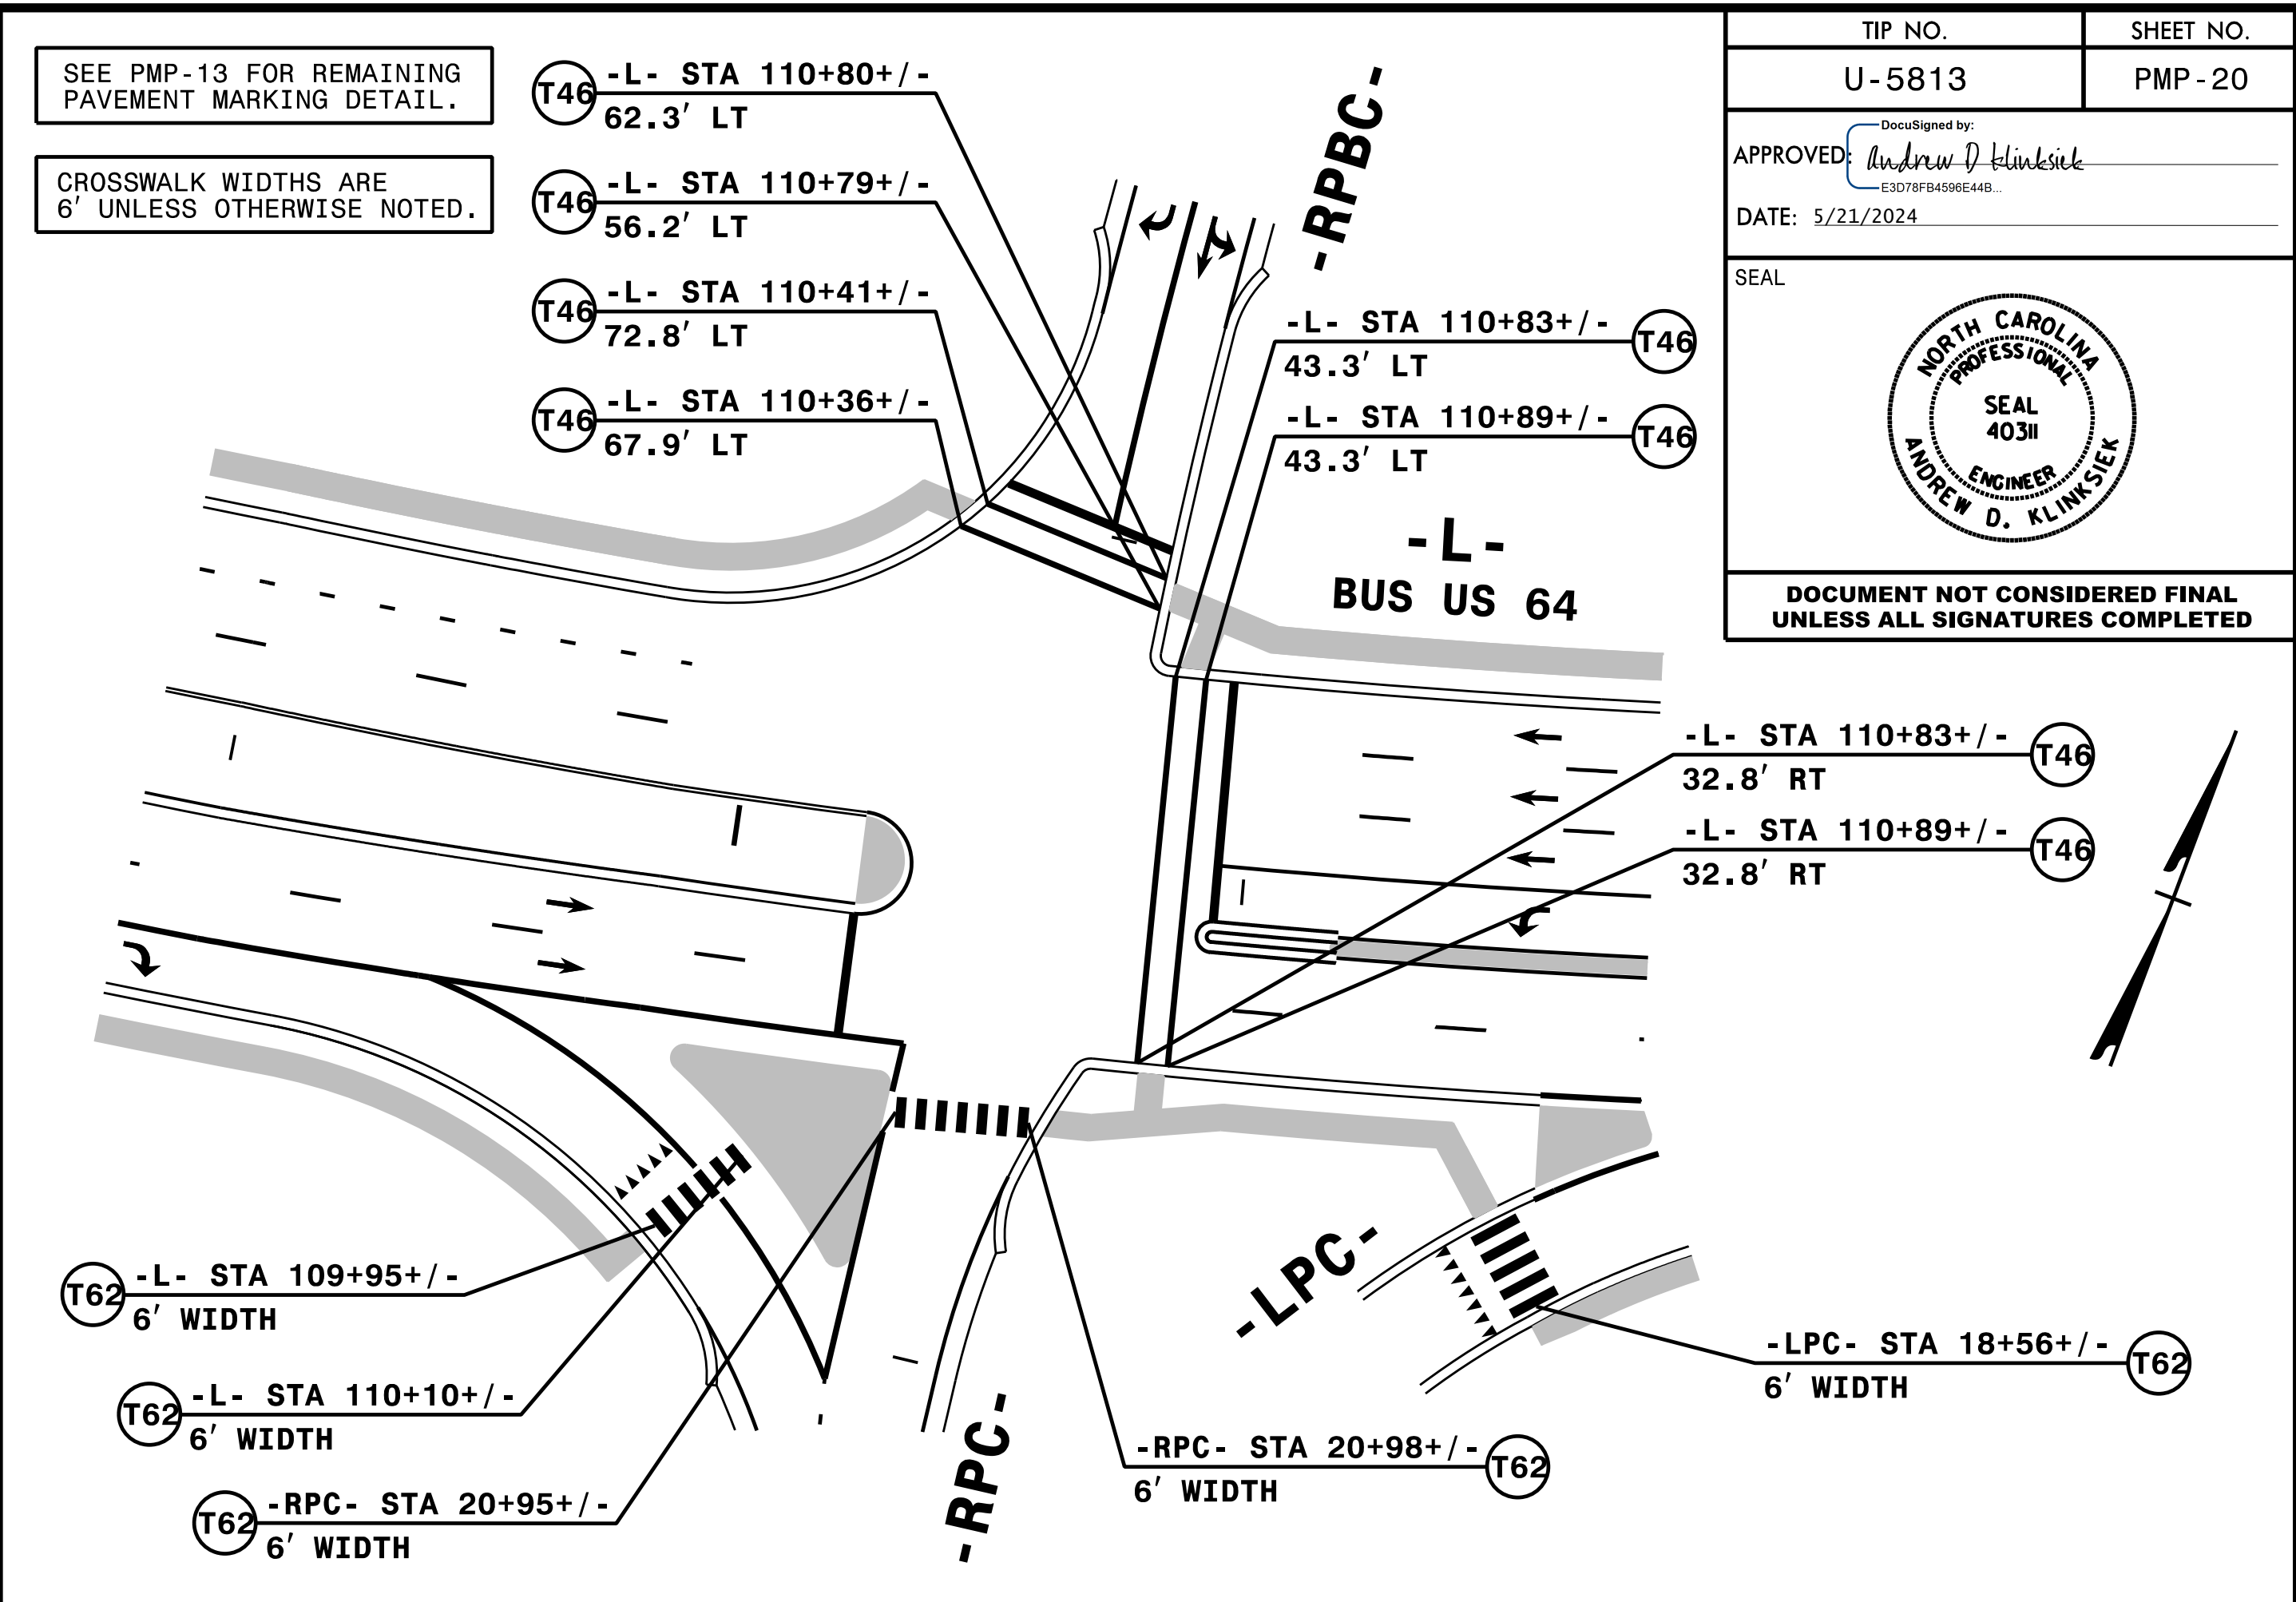 SEE PMP-13 FOR REMAINING
PAVEMENT MARKING DETAIL.
CROSSWALK WIDTHS ARE
6' UNLESS OTHERWISE NOTED.
TIP NO.
SHEET NO.
U-5813
PMP-20
DocuSigned by:
APPROVED: Andrew D Klinksiek
E3D78FB4596E44B...
DATE: 5/21/2024
SEAL
NORTH CAROLINA
PROFESSIONAL
SEAL
40311
ENGINEER
ANDREW D. KLINKSIEK
DOCUMENT NOT CONSIDERED FINAL
UNLESS ALL SIGNATURES COMPLETED
T46 -L- STA 110+80+/-
62.3' LT
T46 -L- STA 110+79+/-
56.2' LT
T46 -L- STA 110+41+/-
72.8' LT
T46 -L- STA 110+36+/-
67.9' LT
-RPBC-
-L- STA 110+83+/- T46
43.3' LT
-L- STA 110+89+/- T46
43.3' LT
-L-
BUS US 64
-L- STA 110+83+/- T46
32.8' RT
-L- STA 110+89+/- T46
32.8' RT
T62 -L- STA 109+95+/-
6' WIDTH
T62 -L- STA 110+10+/-
6' WIDTH
T62 -RPC- STA 20+95+/-
6' WIDTH
-RPC-
-LPC-
-RPC- STA 20+98+/- T62
6' WIDTH
-LPC- STA 18+56+/- T62
6' WIDTH